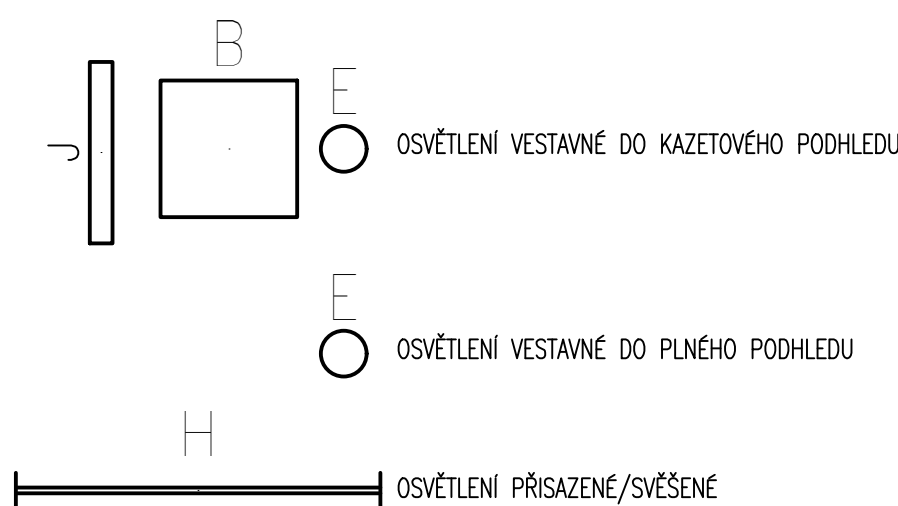 B
E
J
OSVĚTLENÍ VESTAVNÉ DO KAZETOVÉHO PODHLEDU
E
OSVĚTLENÍ VESTAVNÉ DO PLNÉHO PODHLEDU
H
OSVĚTLENÍ PŘISAZENÉ/SVĚŠENÉ